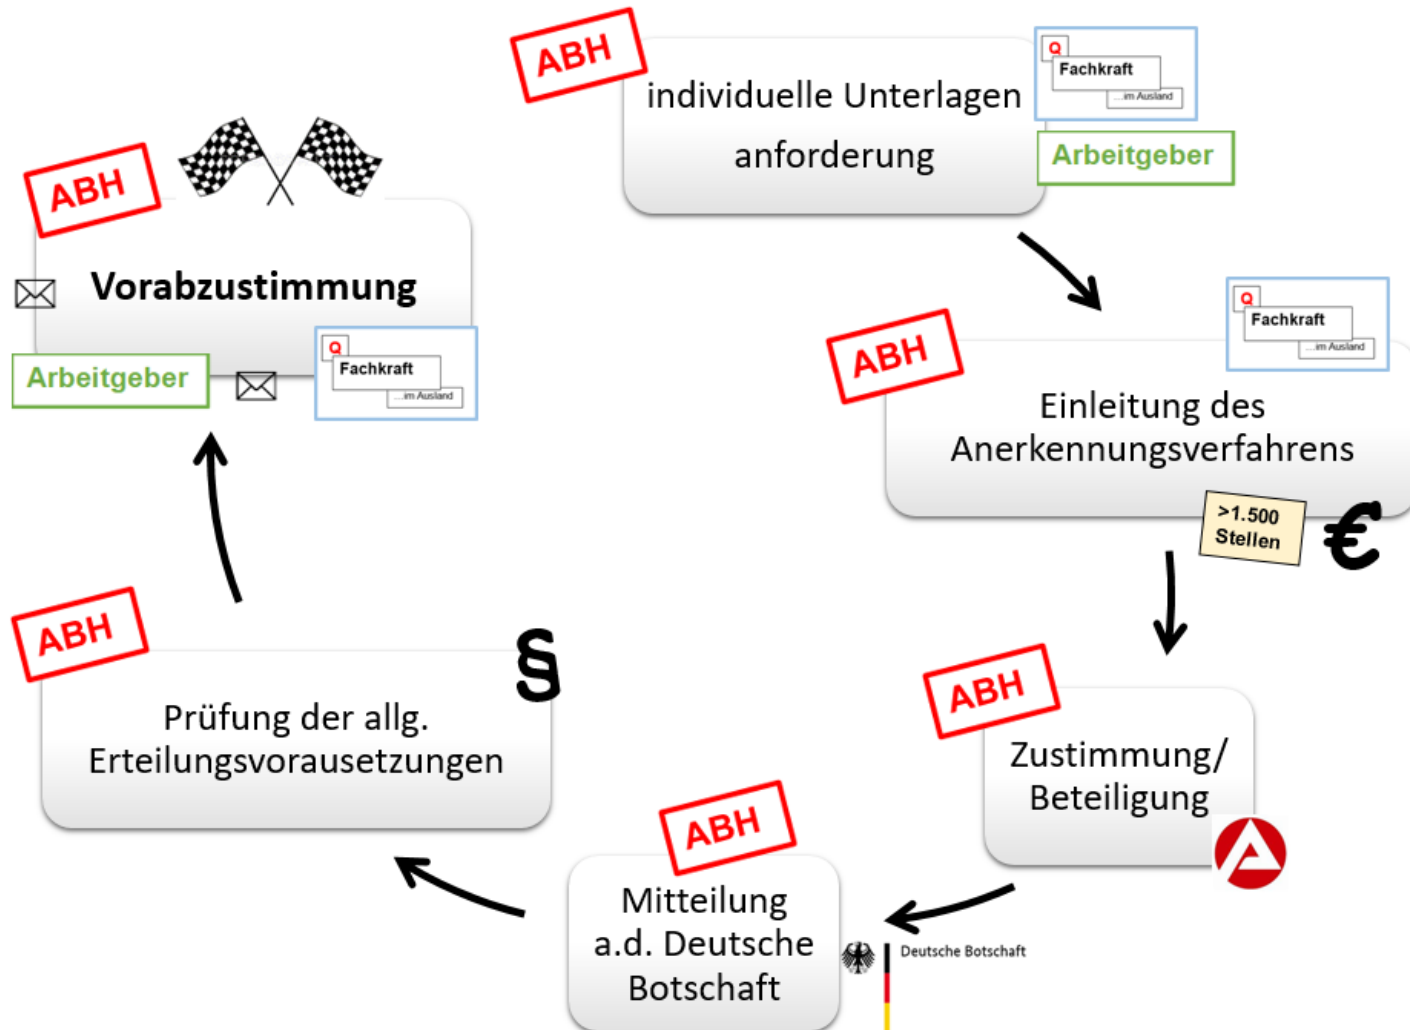 ABH
individuelle Unterlagen
anforderung
Q
Fachkraft
...im Ausland
Arbeitgeber
ABH
Q
Fachkraft
...im Ausland
Einleitung des
Anerkennungsverfahrens
>1.500
Stellen
€
ABH
Zustimmung/
Beteiligung
ABH
Mitteilung
a.d. Deutsche
Botschaft
Deutsche Botschaft
ABH
§
Prüfung der allg.
Erteilungsvorausetzungen
ABH
Vorabzustimmung
Arbeitgeber
Q
Fachkraft
...im Ausland